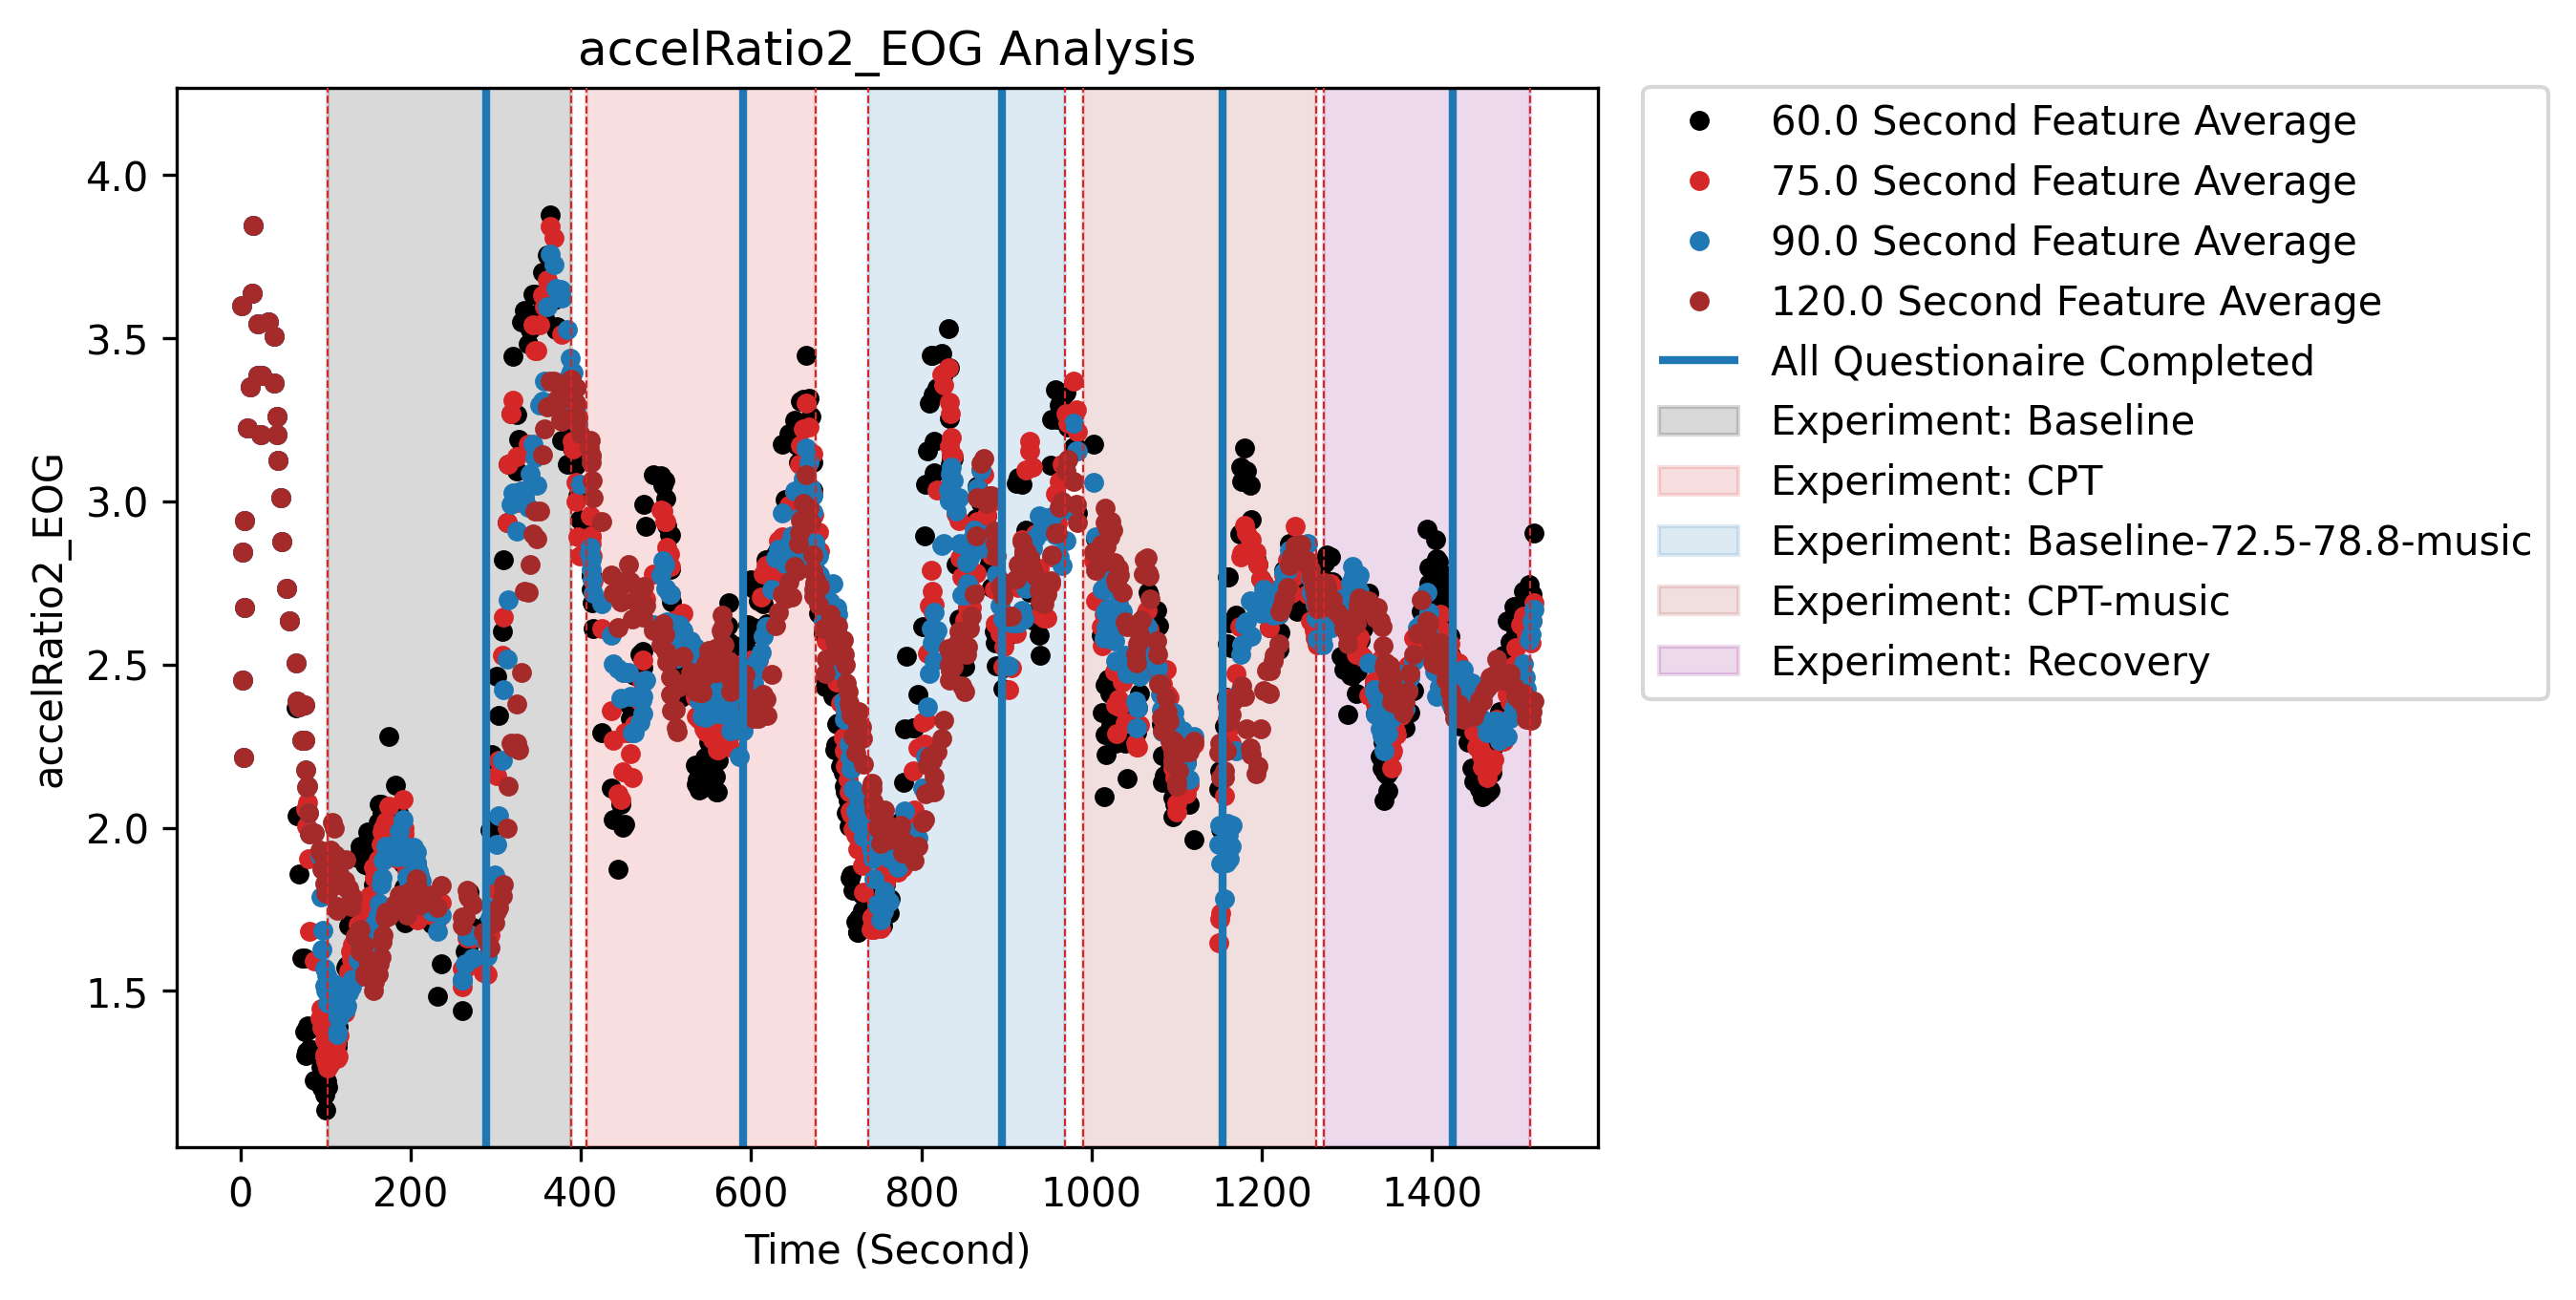 accelRatio2_EOG Analysis
accelRatio2_EOG
4.0
3.5
3.0
2.5
2.0
1.5
0 200 400 600 800 1000 1200 1400
Time (Second)
60.0 Second Feature Average
75.0 Second Feature Average
90.0 Second Feature Average
120.0 Second Feature Average
All Questionaire Completed
Experiment: Baseline
Experiment: CPT
Experiment: Baseline-72.5-78.8-music
Experiment: CPT-music
Experiment: Recovery